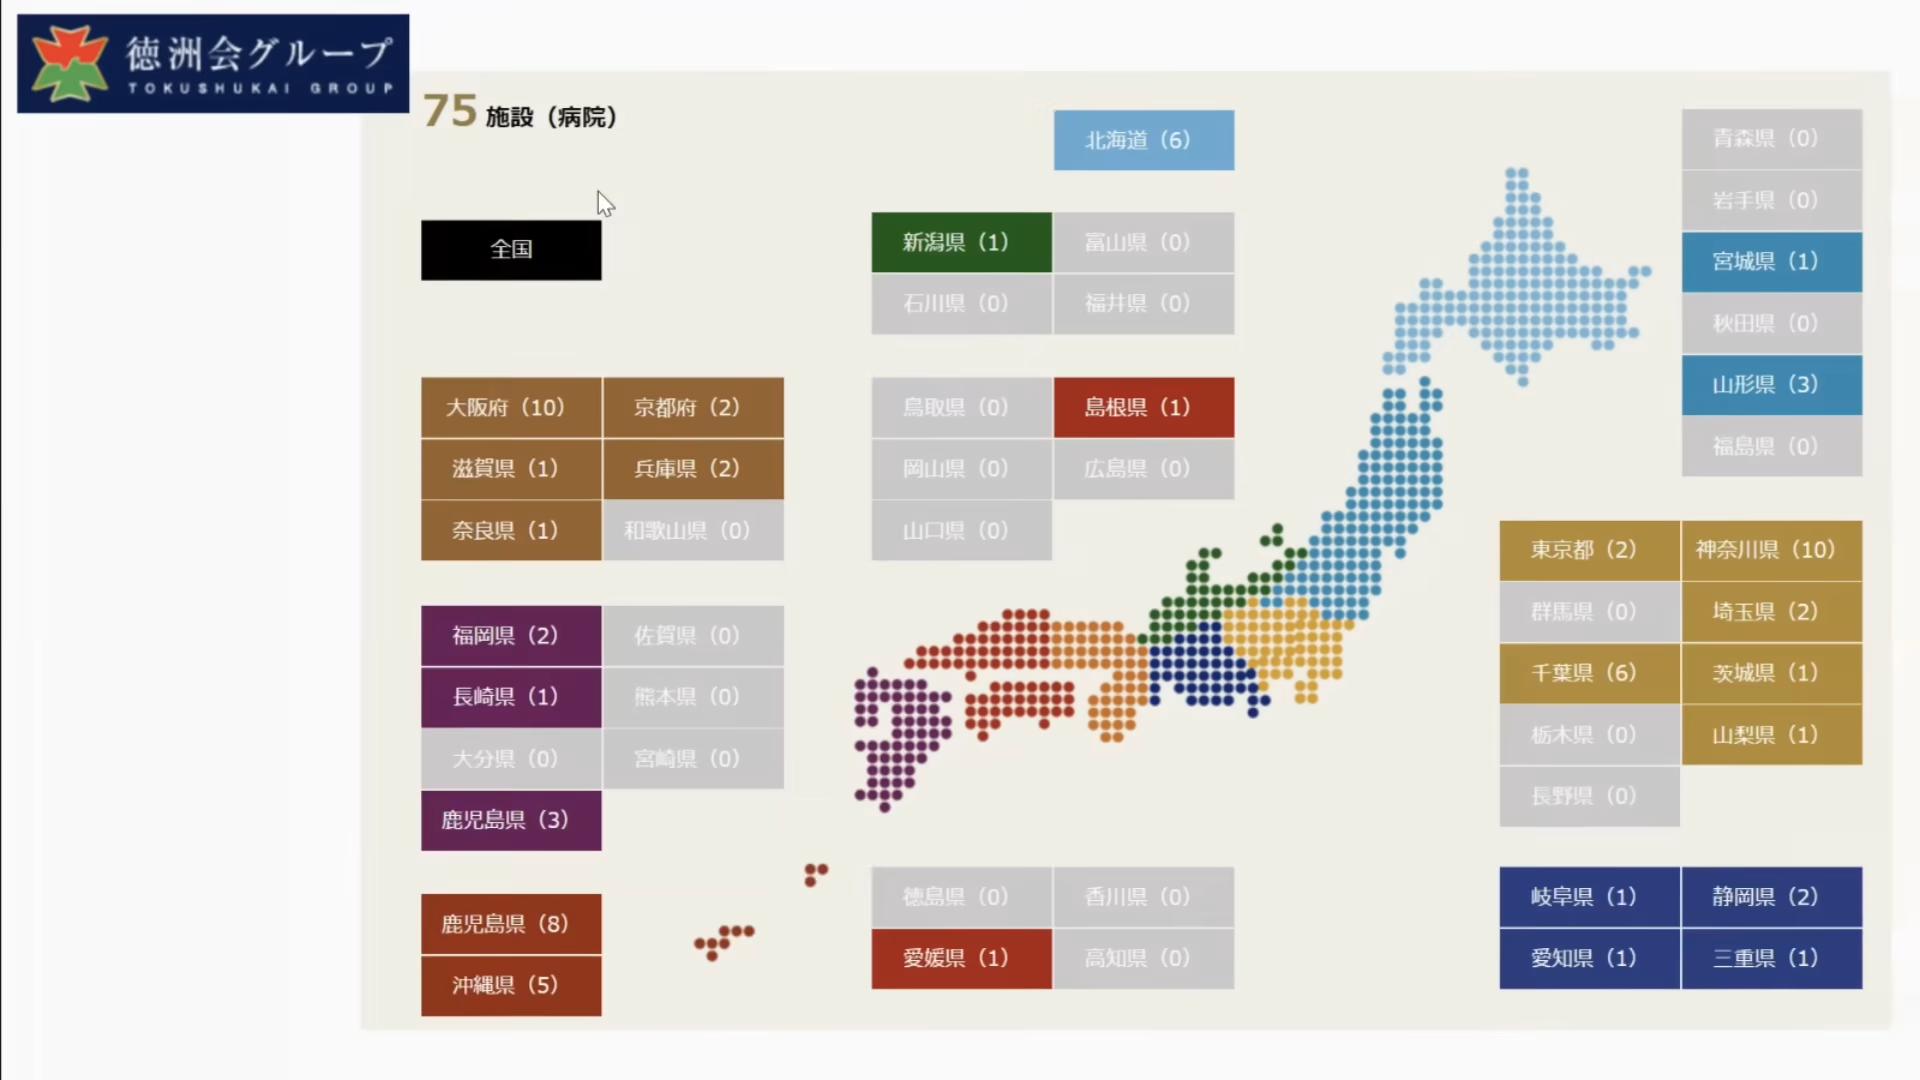 徳洲会グループ
TOKUSHUKAI GROUP
75 施設（病院）
全国
北海道（6）
青森県（0）
岩手県（0）
宮城県（1）
秋田県（0）
山形県（3）
福島県（0）
新潟県（1） 富山県（0）
石川県（0） 福井県（0）
大阪府（10） 京都府（2）
滋賀県（1） 兵庫県（2）
奈良県（1） 和歌山県（0）
鳥取県（0） 島根県（1）
岡山県（0） 広島県（0）
山口県（0）
東京都（2） 神奈川県（10）
群馬県（0） 埼玉県（2）
千葉県（6） 茨城県（1）
栃木県（0） 山梨県（1）
長野県（0）
福岡県（2） 佐賀県（0）
長崎県（1） 熊本県（0）
大分県（0） 宮崎県（0）
鹿児島県（3）
鹿児島県（8）
沖縄県（5）
徳島県（0） 香川県（0）
愛媛県（1） 高知県（0）
岐阜県（1） 静岡県（2）
愛知県（1） 三重県（1）